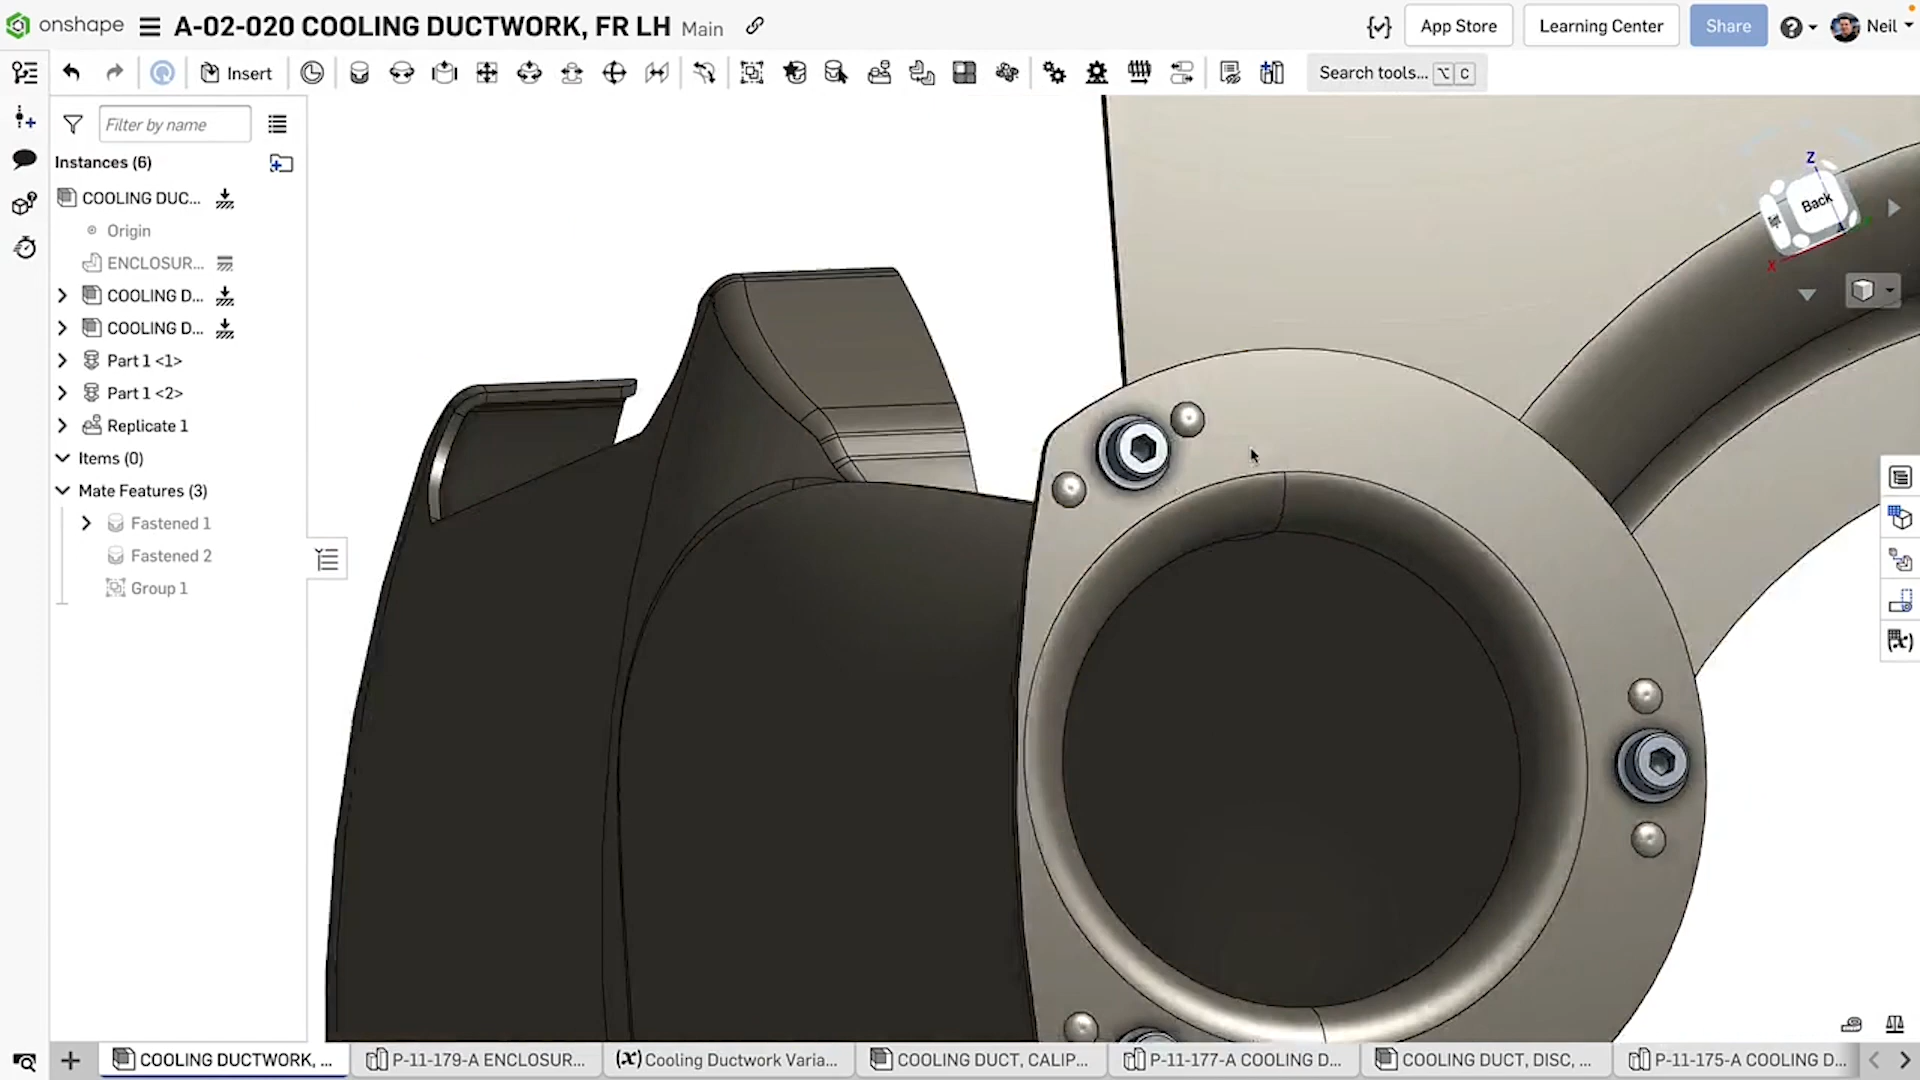 onshape A-02-020 COOLING DUCTWORK, FR LH Main App Store Learning Center Share Neil
Insert Search tools... ⌥ C
Filter by name
Instances (6)
COOLING DUC...
Origin
ENCLOSUR...
COOLING D...
COOLING D...
Part 1 <1>
Part 1 <2>
Replicate 1
Items (0)
Mate Features (3)
Fastened 1
Fastened 2
Group 1
Z
Back
X
COOLING DUCTWORK, ... P-11-179-A ENCLOSUR... (x) Cooling Ductwork Varia... COOLING DUCT, CALIP... P-11-177-A COOLING D... COOLING DUCT, DISC, ... P-11-175-A COOLING D...